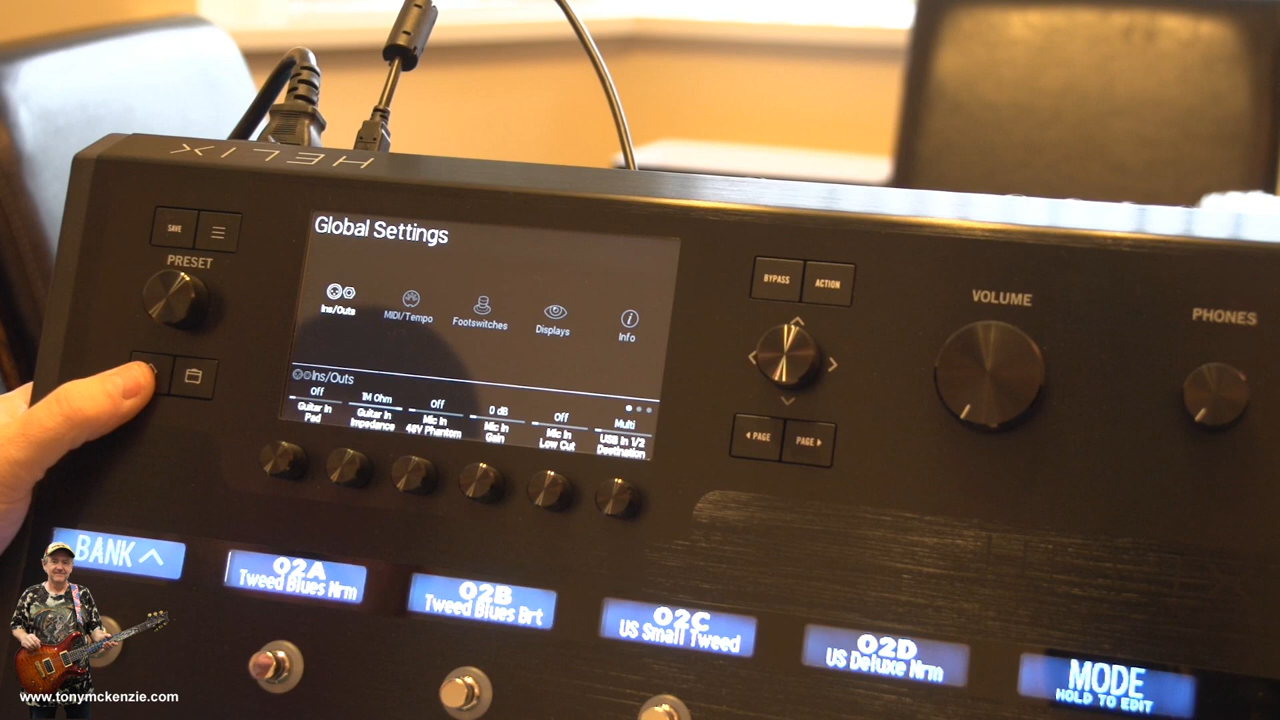 HELIX
SAVE
PRESET
Global Settings
Ins/Outs
MIDI/Tempo
Footswitches
Displays
Info
Ins/Outs
Off
1M Ohm
Off
0 dB
Off
Multi
Guitar In
Pad
Guitar In
Impedance
Mic In
48V Phantom
Mic In
Gain
Mic In
Low Cut
USB In 1/2
Destination
BYPASS
ACTION
PAGE
PAGE
VOLUME
PHONES
BANK
02A
Tweed Blues Nrm
02B
Tweed Blues Brt
02C
US Small Tweed
02D
US Deluxe Nrm
MODE
HOLD TO EDIT
www.tonymckenzie.com